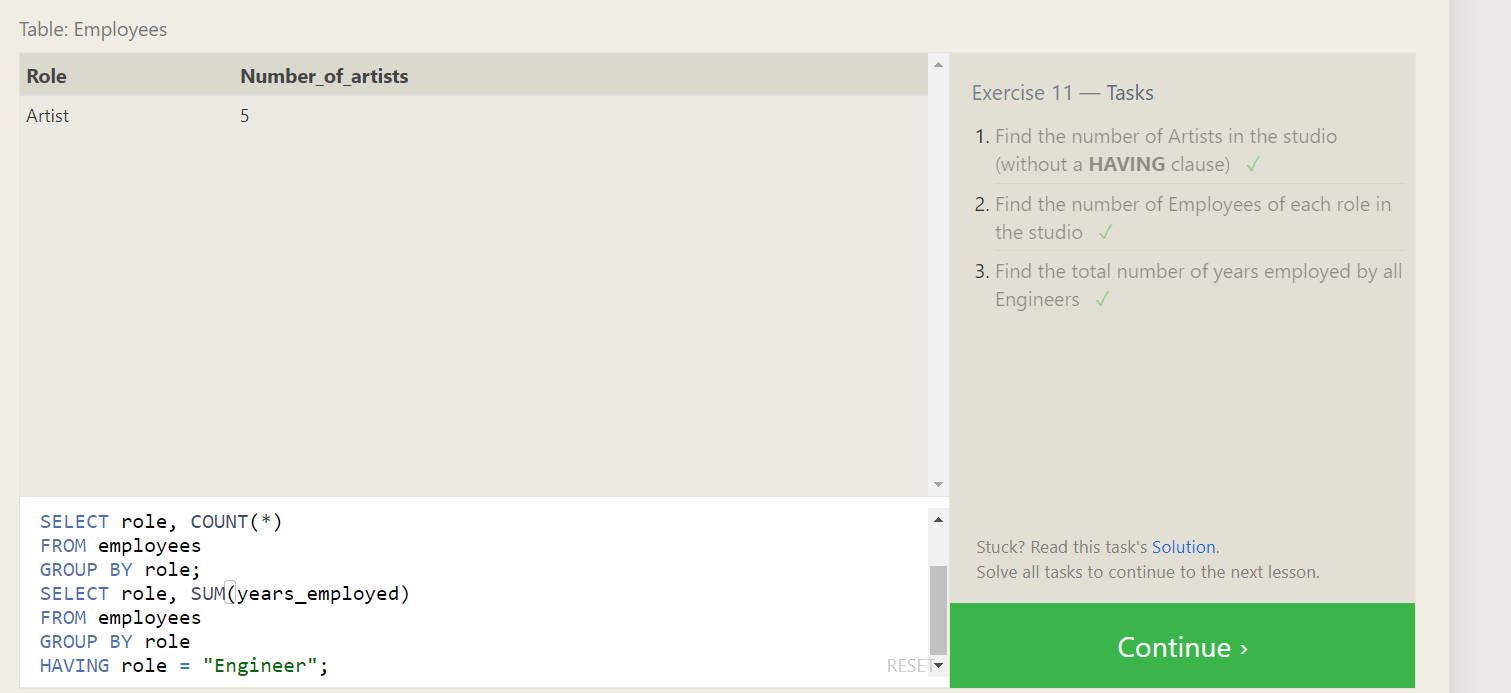 Table: Employees
Role Number_of_artists
Artist 5
Exercise 11 — Tasks
1. Find the number of Artists in the studio
(without a HAVING clause) ✓
2. Find the number of Employees of each role in
the studio ✓
3. Find the total number of years employed by all
Engineers ✓
SELECT role, COUNT(*)
FROM employees
GROUP BY role;
SELECT role, SUM(years_employed)
FROM employees
GROUP BY role
HAVING role = "Engineer";
RESET
Stuck? Read this task's Solution.
Solve all tasks to continue to the next lesson.
Continue ›